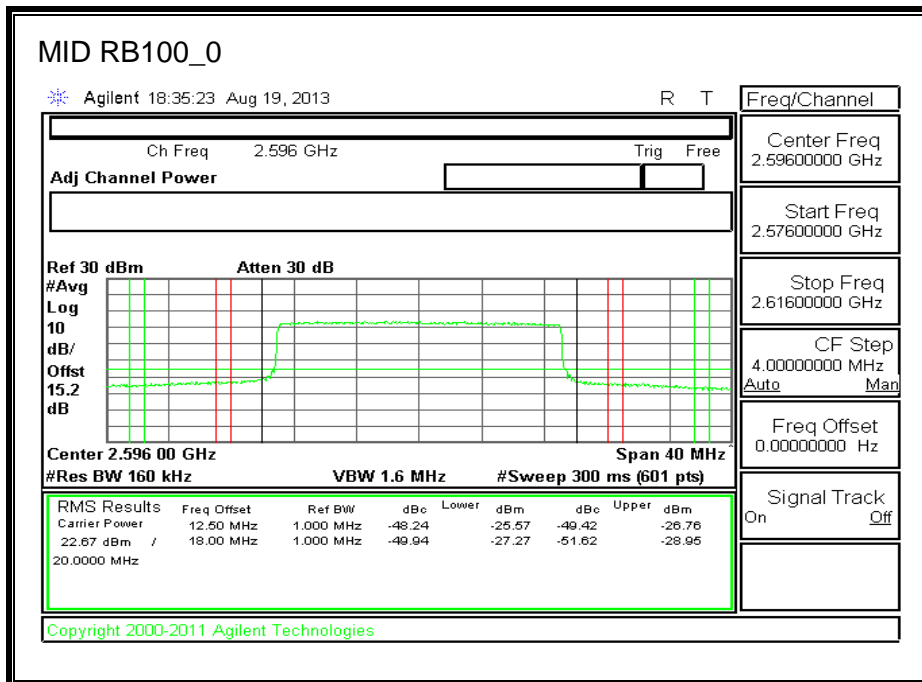 MID RB100_0
Agilent 18:35:23 Aug 19, 2013 R T
Freq/Channel
Ch Freq 2.596 GHz Trig Free
Adj Channel Power
Center Freq
2.59600000 GHz
Start Freq
2.57600000 GHz
Stop Freq
2.61600000 GHz
CF Step
4.00000000 MHz
Auto Man
Freq Offset
0.00000000 Hz
Signal Track
On Off
Ref 30 dBm Atten 30 dB
#Avg
Log
10
dB/
Offst
15.2
dB
Center 2.596 00 GHz Span 40 MHz^
#Res BW 160 kHz VBW 1.6 MHz #Sweep 300 ms (601 pts)
RMS Results Freq Offset Ref BW dBc Lower dBm dBc Upper dBm
Carrier Power 12.50 MHz 1.000 MHz -48.24 -25.57 -49.42 -26.76
22.67 dBm / 18.00 MHz 1.000 MHz -49.94 -27.27 -51.62 -28.95
20.0000 MHz
Copyright 2000-2011 Agilent Technologies